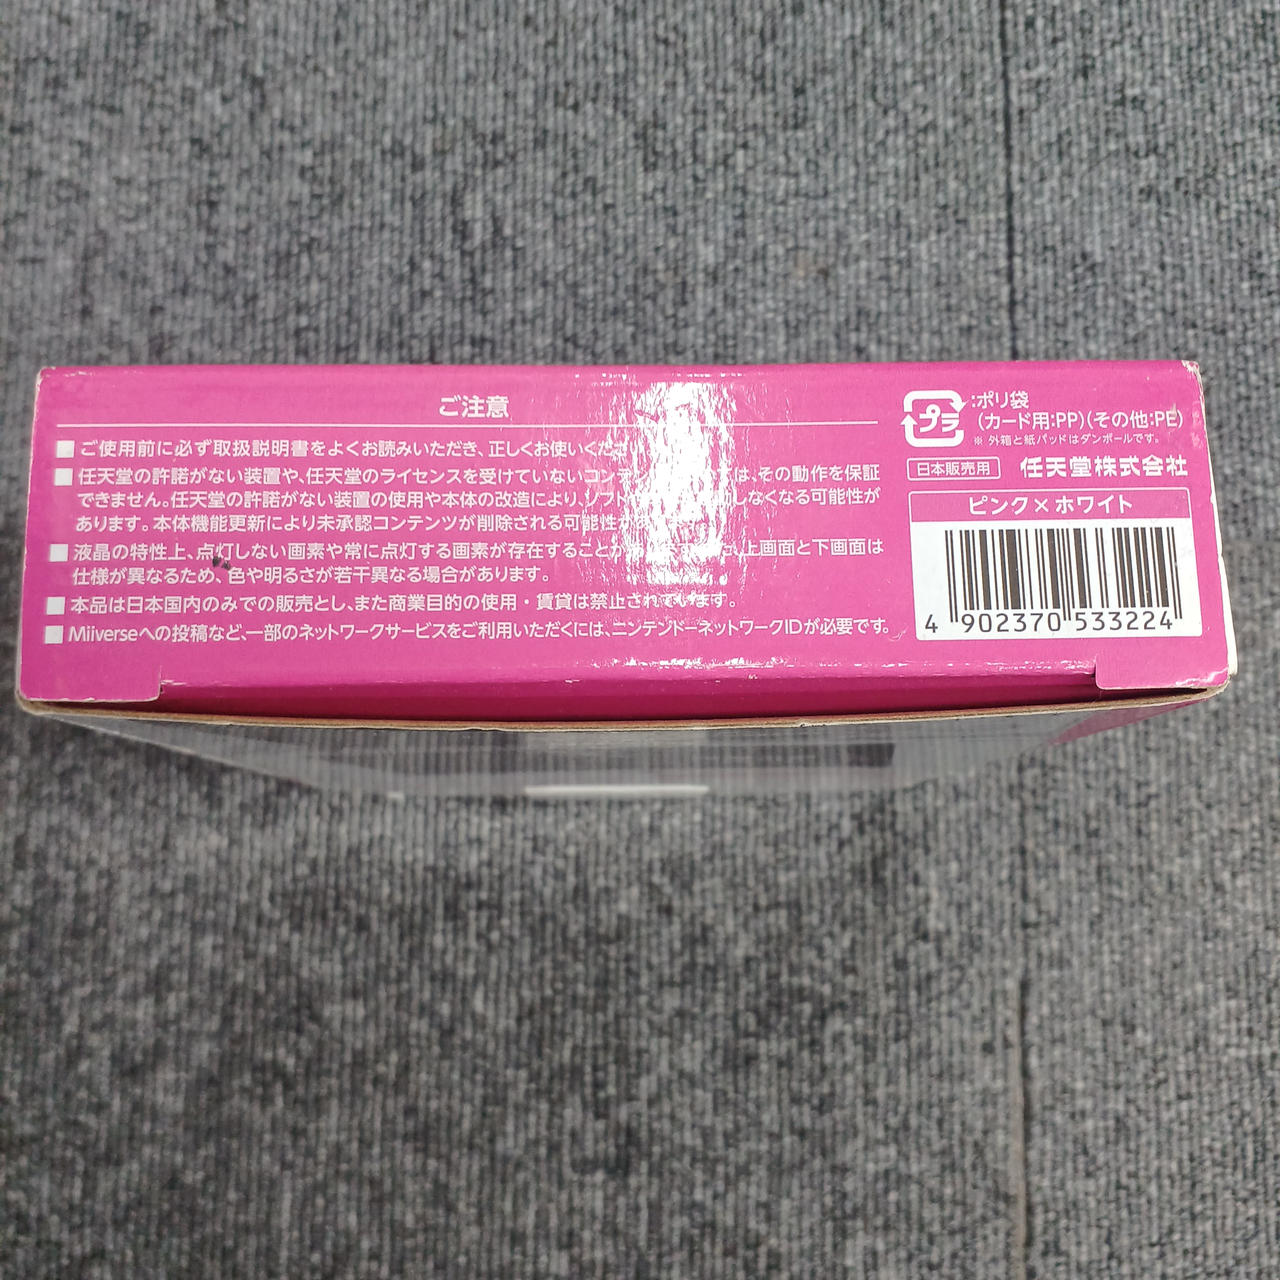 ご注意
■ご使用前に必ず取扱説明書をよくお読みいただき、正しくお使いください
■任天堂の許諾がない装置や、任天堂のライセンスを受けていないコンテン は、その動作を保証
できません。任天堂の許諾がない装置の使用や本体の改造により、ソフト しなくなる可能性が
あります。本体機能更新により未承認コンテンツが削除される可能性が
■液晶の特性上、点灯しない画素や常に点灯する画素が存在することが 、上画面と下画面は
仕様が異なるため、色や明るさが若干異なる場合があります。
■本品は日本国内のみでの販売とし、また商業目的の使用・賃貸は禁止されています。
■Miiverseへの投稿など、一部のネットワークサービスをご利用いただくには、ニンテンドーネットワークIDが必要です。
プラ
:ポリ袋
(カード用:PP)(その他:PE)
※ 外箱と紙パッドはダンボールです。
日本販売用 任天堂株式会社
ピンク×ホワイト
4 902370 533224